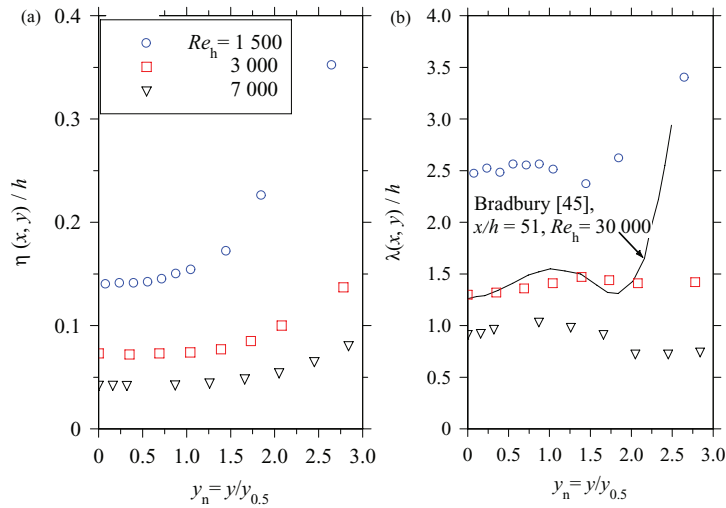 (a)
Re_h = 1 500
3 000
7 000
η (x, y) / h
0.4
0.3
0.2
0.1
0
0 0.5 1.0 1.5 2.0 2.5 3.0
y_n = y/y_0.5
(b)
λ(x, y) / h
4.0
3.5
3.0
2.5
2.0
1.5
1.0
0.5
0
Bradbury [45],
x/h = 51, Re_h = 30 000
0 0.5 1.0 1.5 2.0 2.5 3.0
y_n = y/y_0.5